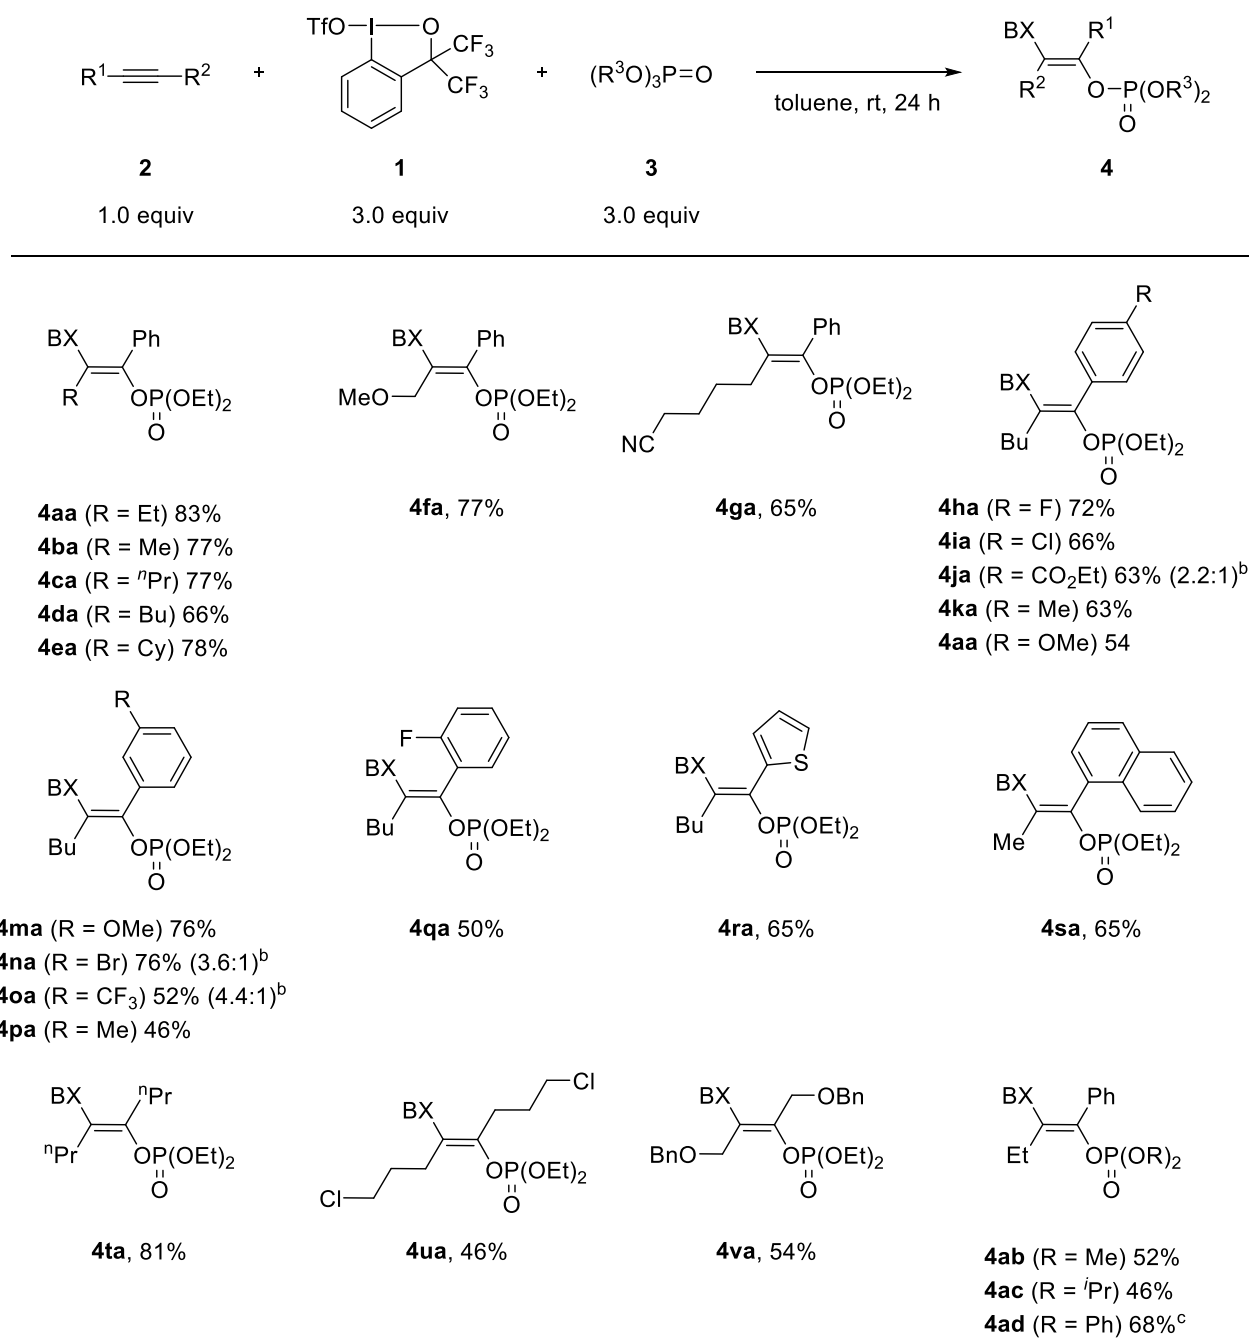 R¹ R² + TfO I O CF₃ CF₃ + (R³O)₃P=O toluene, rt, 24 h BX R¹ R² O P(OR³)₂ O
2 1 3 4
1.0 equiv 3.0 equiv 3.0 equiv
BX Ph R OP(OEt)₂ O
4aa (R = Et) 83%
4ba (R = Me) 77%
4ca (R = ⁿPr) 77%
4da (R = Bu) 66%
4ea (R = Cy) 78%
BX Ph MeO OP(OEt)₂ O
4fa, 77%
BX Ph NC OP(OEt)₂ O
4ga, 65%
R BX Bu OP(OEt)₂ O
4ha (R = F) 72%
4ia (R = Cl) 66%
4ja (R = CO₂Et) 63% (2.2:1)ᵇ
4ka (R = Me) 63%
4aa (R = OMe) 54
R BX Bu OP(OEt)₂ O
4ma (R = OMe) 76%
4na (R = Br) 76% (3.6:1)ᵇ
4oa (R = CF₃) 52% (4.4:1)ᵇ
4pa (R = Me) 46%
F BX Bu OP(OEt)₂ O
4qa 50%
S BX Bu OP(OEt)₂ O
4ra, 65%
BX Me OP(OEt)₂ O
4sa, 65%
BX ⁿPr ⁿPr OP(OEt)₂ O
4ta, 81%
Cl BX Cl OP(OEt)₂ O
4ua, 46%
BX OBn BnO OP(OEt)₂ O
4va, 54%
BX Ph Et OP(OR)₂ O
4ab (R = Me) 52%
4ac (R = ⁱPr) 46%
4ad (R = Ph) 68%ᶜ